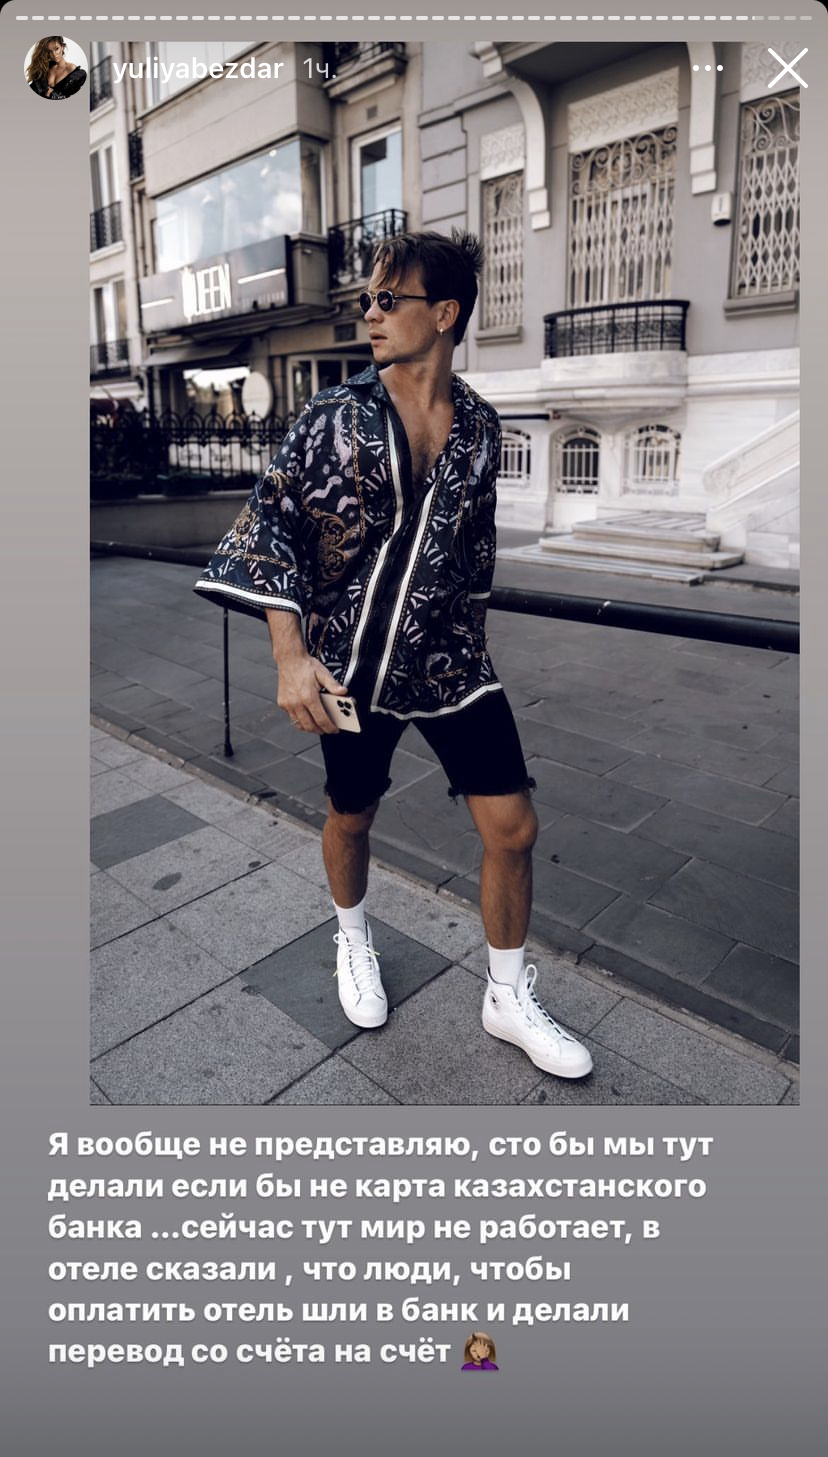 yuliyabezdar 1ч.
QUEEN
Я вообще не представляю, сто бы мы тут
делали если бы не карта казахстанского
банка ...сейчас тут мир не работает, в
отеле сказали , что люди, чтобы
оплатить отель шли в банк и делали
перевод со счёта на счёт 🤦🏽‍♀️